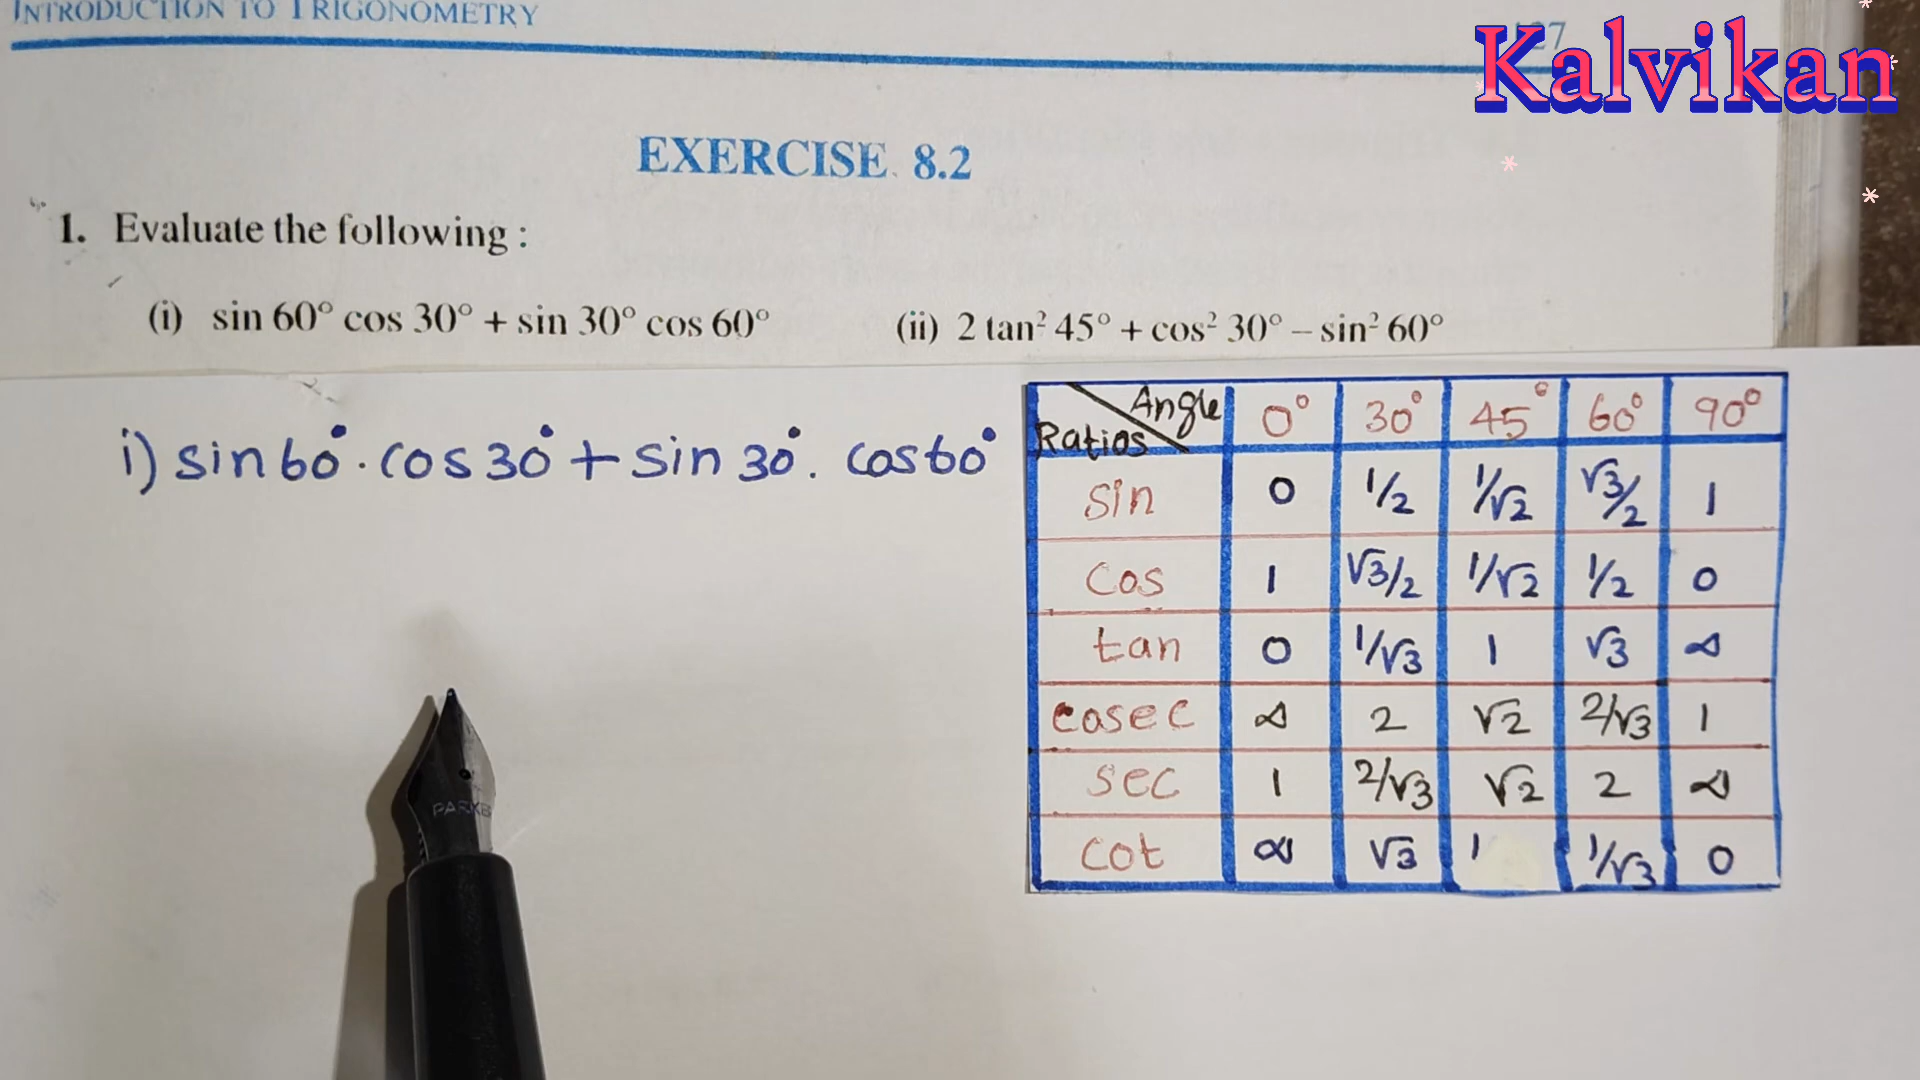 INTRODUCTION TO TRIGONOMETRY
Kalvikan
EXERCISE 8.2
1. Evaluate the following :
(i) sin 60° cos 30° + sin 30° cos 60° (ii) 2 tan² 45° + cos² 30° – sin² 60°
i) sin 60° . cos 30° + sin 30° . cos 60°
Angle Ratios 0° 30° 45° 60° 90°
sin 0 1/2 1/√2 √3/2 1
cos 1 √3/2 1/√2 1/2 0
tan 0 1/√3 1 √3 ∞
cosec ∞ 2 √2 2/√3 1
sec 1 2/√3 √2 2 ∞
cot ∞ √3 1 1/√3 0